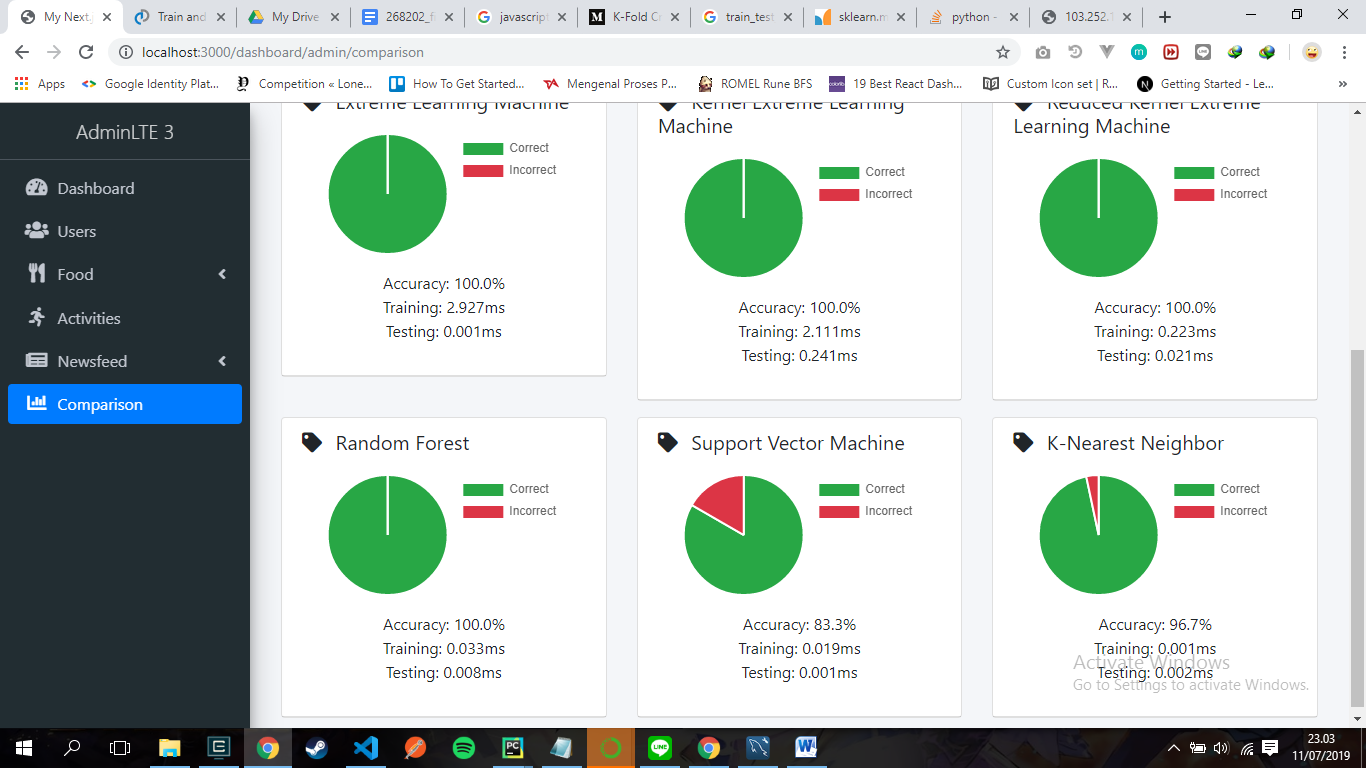 My Next.
Train and
My Drive
268202_fi
javascript
K-Fold Cr
train_test
sklearn.m
python -
103.252.1
localhost:3000/dashboard/admin/comparison
Apps
Google Identity Plat...
Competition « Lone...
How To Get Started...
Mengenal Proses P...
ROMEL Rune BFS
19 Best React Dash...
Custom Icon set | R...
Getting Started - Le...
»
AdminLTE 3
Dashboard
Users
Food
Activities
Newsfeed
Comparison
Extreme Learning Machine
Correct
Incorrect
Accuracy: 100.0%
Training: 2.927ms
Testing: 0.001ms
Kernel Extreme Learning
Machine
Correct
Incorrect
Accuracy: 100.0%
Training: 2.111ms
Testing: 0.241ms
Reduced Kernel Extreme
Learning Machine
Correct
Incorrect
Accuracy: 100.0%
Training: 0.223ms
Testing: 0.021ms
Random Forest
Correct
Incorrect
Accuracy: 100.0%
Training: 0.033ms
Testing: 0.008ms
Support Vector Machine
Correct
Incorrect
Accuracy: 83.3%
Training: 0.019ms
Testing: 0.001ms
K-Nearest Neighbor
Correct
Incorrect
Accuracy: 96.7%
Training: 0.001ms
Testing: 0.002ms
Activate Windows
Go to Settings to activate Windows.
23.03
11/07/2019